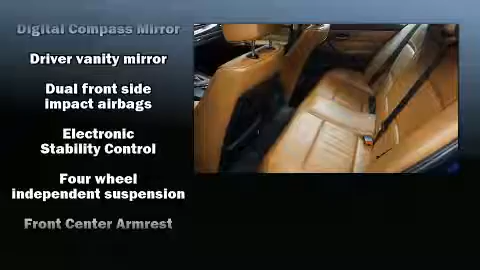 Digital Compass Mirror
Driver vanity mirror
Dual front side
impact airbags
Electronic
Stability Control
Four wheel
independent suspension
Front Center Armrest